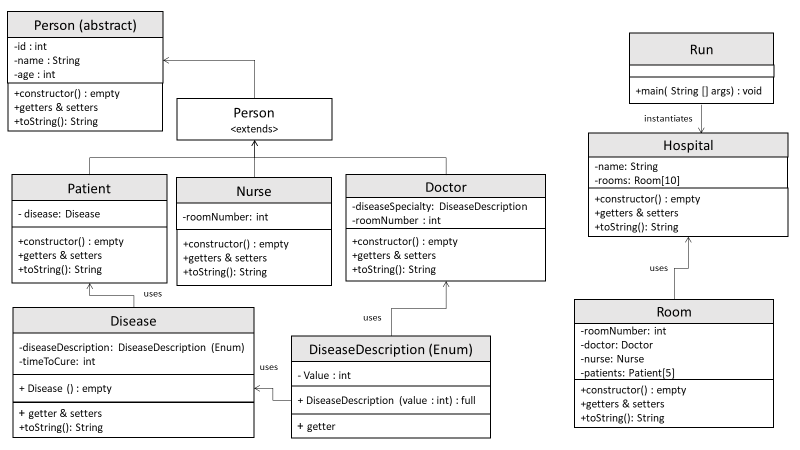 Person (abstract)
-id : int
-name : String
-age : int
+constructor() : empty
+getters & setters
+toString(): String
Person
<extends>
Patient
- disease: Disease
+constructor() : empty
+getters & setters
+toString(): String
Nurse
-roomNumber: int
+constructor() : empty
+getters & setters
+toString(): String
Doctor
-diseaseSpecialty: DiseaseDescription
-roomNumber : int
+constructor() : empty
+getters & setters
+toString(): String
uses
uses
Disease
-diseaseDescription: DiseaseDescription (Enum)
-timeToCure: int
+ Disease () : empty
+ getter & setters
+toString(): String
uses
DiseaseDescription (Enum)
- Value : int
+ DiseaseDescription (value : int) : full
+ getter
Run
+main( String [] args) : void
instantiates
Hospital
-name: String
-rooms: Room[10]
+constructor() : empty
+getters & setters
+toString(): String
uses
Room
-roomNumber: int
-doctor: Doctor
-nurse: Nurse
-patients: Patient[5]
+constructor() : empty
+getters & setters
+toString(): String